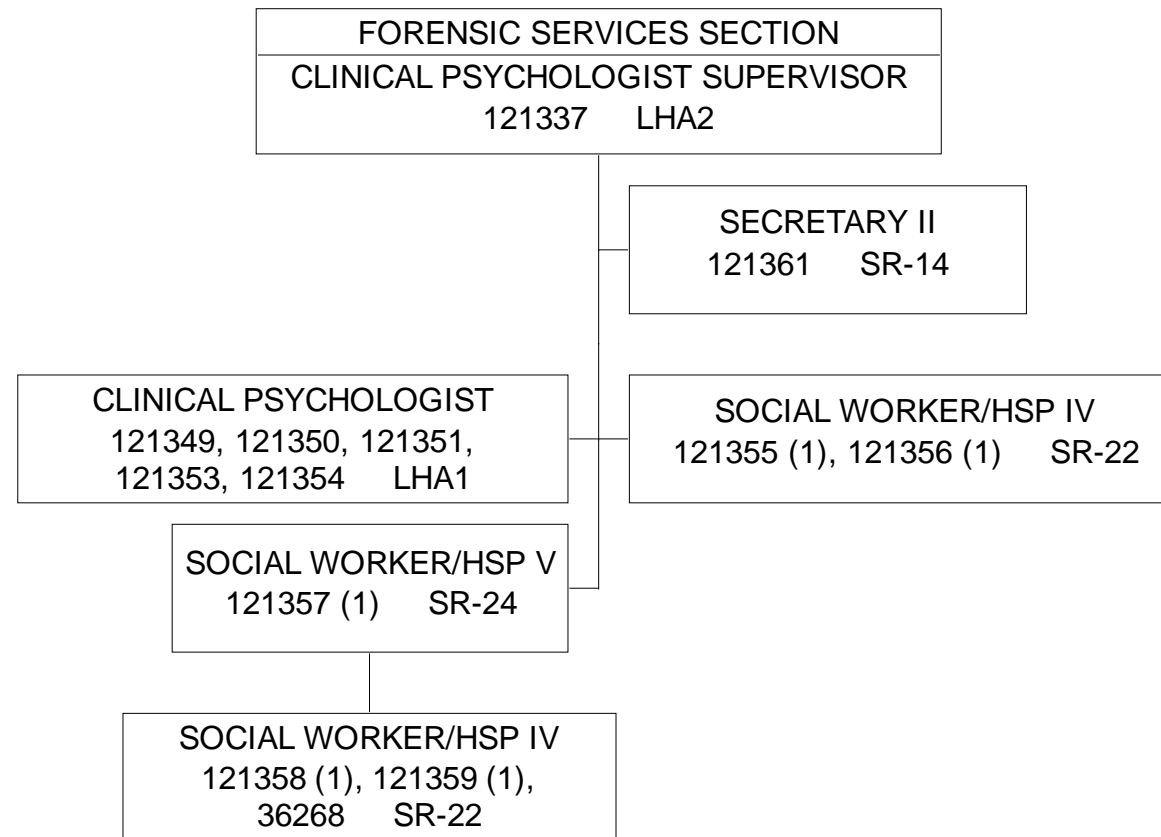 FORENSIC SERVICES SECTION
CLINICAL PSYCHOLOGIST SUPERVISOR
121337 LHA2
SECRETARY II
121361 SR-14
CLINICAL PSYCHOLOGIST
121349, 121350, 121351,
121353, 121354 LHA1
SOCIAL WORKER/HSP IV
121355 (1), 121356 (1) SR-22
SOCIAL WORKER/HSP V
121357 (1) SR-24
SOCIAL WORKER/HSP IV
121358 (1), 121359 (1),
36268 SR-22